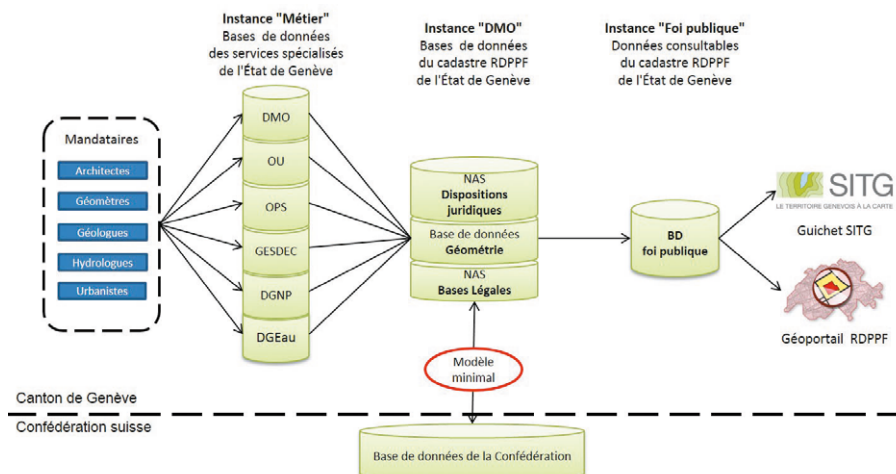 Instance "Métier"
Bases de données
des services spécialisés
de l'État de Genève
Instance "DMO"
Bases de données
du cadastre RDPPF
de l'État de Genève
Instance "Foi publique"
Données consultables
du cadastre RDPPF
de l'État de Genève
Mandataires
Architectes
Géomètres
Géologues
Hydrologues
Urbanistes
DMO
OU
OPS
GESDEC
DGNP
DGEau
NAS
Dispositions
juridiques
Base de données
Géométrie
NAS
Bases Légales
BD
foi publique
SITG
LE TERRITOIRE GENEVOIS À LA CARTE
Guichet SITG
Géoportail RDPPF
Modèle
minimal
Canton de Genève
Confédération suisse
Base de données de la Confédération